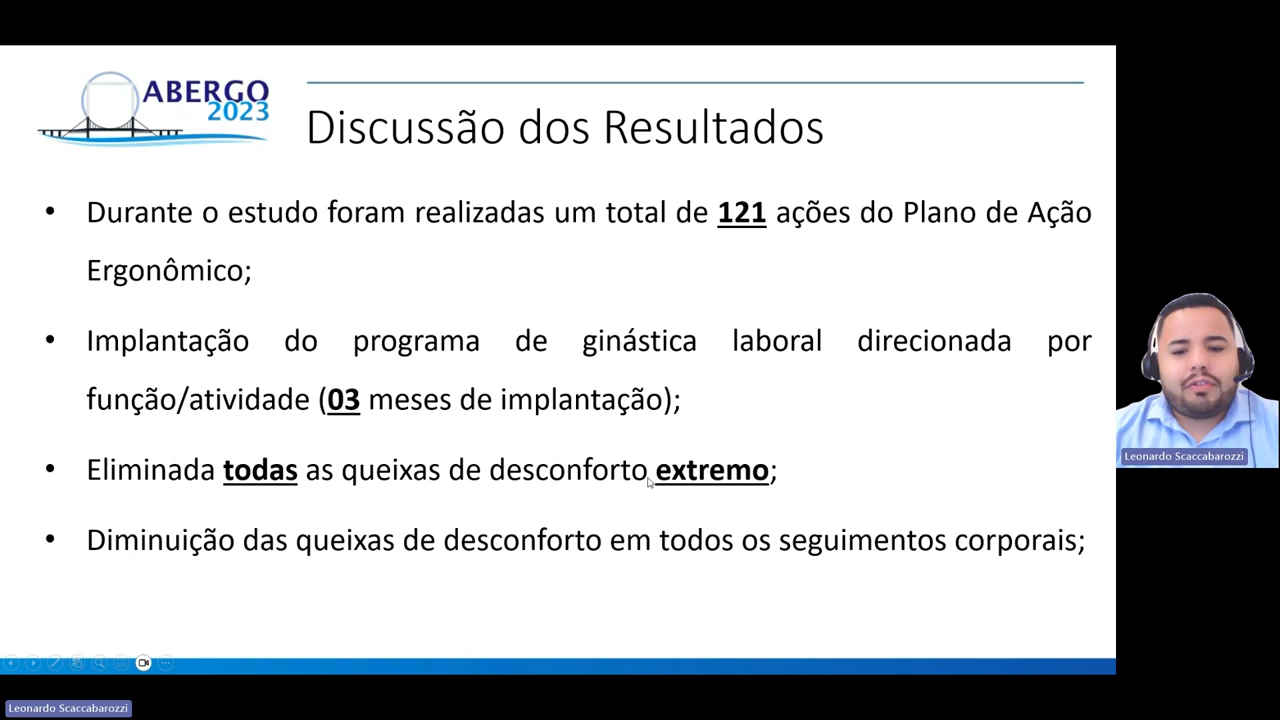 ABERGO
2023
Discussão dos Resultados
• Durante o estudo foram realizadas um total de 121 ações do Plano de Ação
Ergonômico;
• Implantação do programa de ginástica laboral direcionada por
função/atividade (03 meses de implantação);
• Eliminada todas as queixas de desconforto extremo;
• Diminuição das queixas de desconforto em todos os seguimentos corporais;
Leonardo Scaccabarozzi
Leonardo Scaccabarozzi